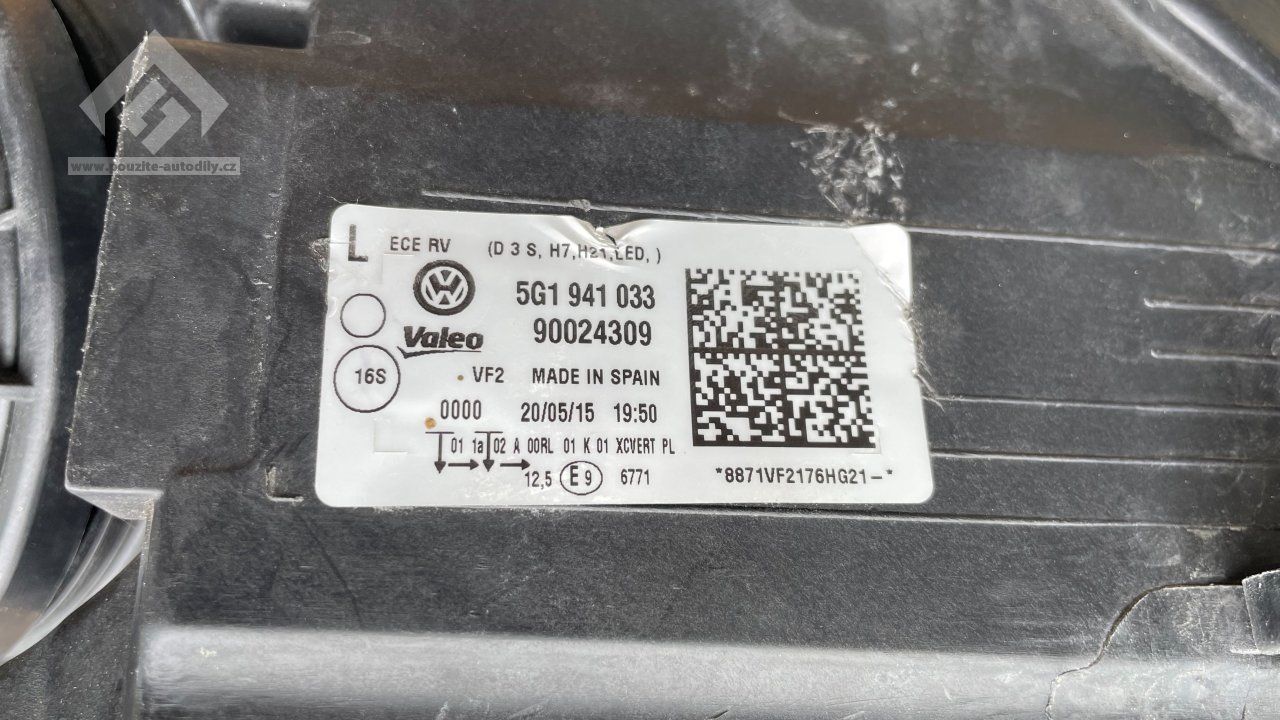 www.pouzite-autodily.cz
L ECE RV (D 3 S, H7,H21,LED, )
5G1 941 033
Valeo 90024309
16S VF2 MADE IN SPAIN
0000 20/05/15 19:50
01 1a 02 A 00RL 01 K 01 XCVERT PL
12,5 E9 6771 *8871VF2176HG21-*